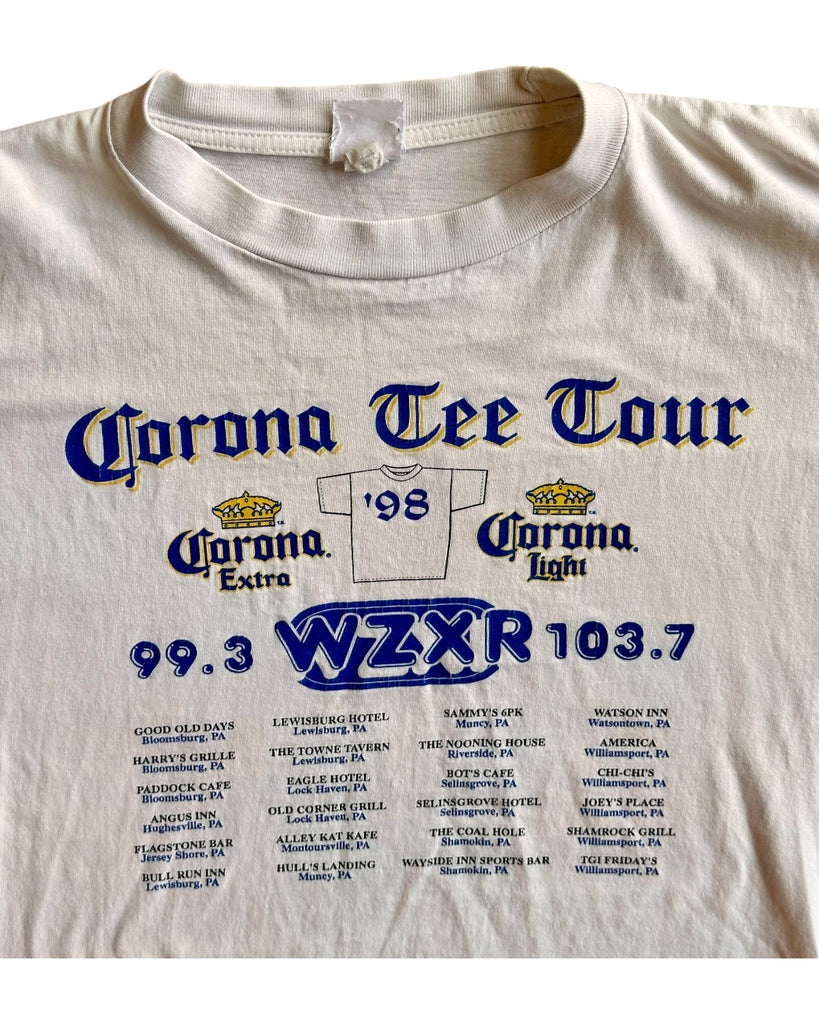 Corona Tee Tour
'98
Corona
Extra
Corona
Light
99.3 WZXR 103.7
GOOD OLD DAYS
Bloomsburg, PA
HARRY'S GRILLE
Bloomsburg, PA
PADDOCK CAFE
Bloomsburg, PA
ANGUS INN
Hughesville, PA
FLAGSTONE BAR
Jersey Shore, PA
BULL RUN INN
Lewisburg, PA
LEWISBURG HOTEL
Lewisburg, PA
THE TOWNE TAVERN
Lewisburg, PA
EAGLE HOTEL
Lock Haven, PA
OLD CORNER GRILL
Lock Haven, PA
ALLEY KAT KAFE
Montoursville, PA
HULL'S LANDING
Muney, PA
SAMMY'S 6PK
Muncy, PA
THE NOONING HOUSE
Riverside, PA
BOT'S CAFE
Selinsgrove, PA
SELINSGROVE HOTEL
Selinsgrove, PA
THE COAL HOLE
Shamokin, PA
WAYSIDE INN SPORTS BAR
Shamokin, PA
WATSON INN
Watsontown, PA
AMERICA
Williamsport, PA
CHI-CHI'S
Williamsport, PA
JOEY'S PLACE
Williamsport, PA
SHAMROCK GRILL
Williamsport, PA
TGI FRIDAY'S
Williamsport, PA